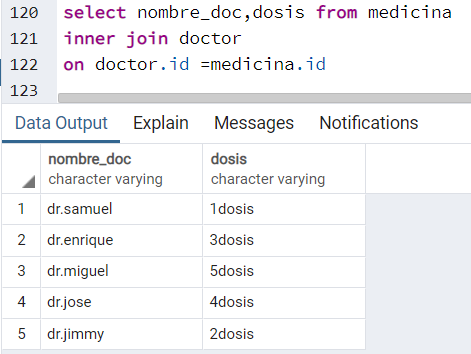 120 select nombre_doc,dosis from medicina
121 inner join doctor
122 on doctor.id =medicina.id
123
Data Output Explain Messages Notifications
nombre_doc dosis
character varying character varying
1 dr.samuel 1dosis
2 dr.enrique 3dosis
3 dr.miguel 5dosis
4 dr.jose 4dosis
5 dr.jimmy 2dosis